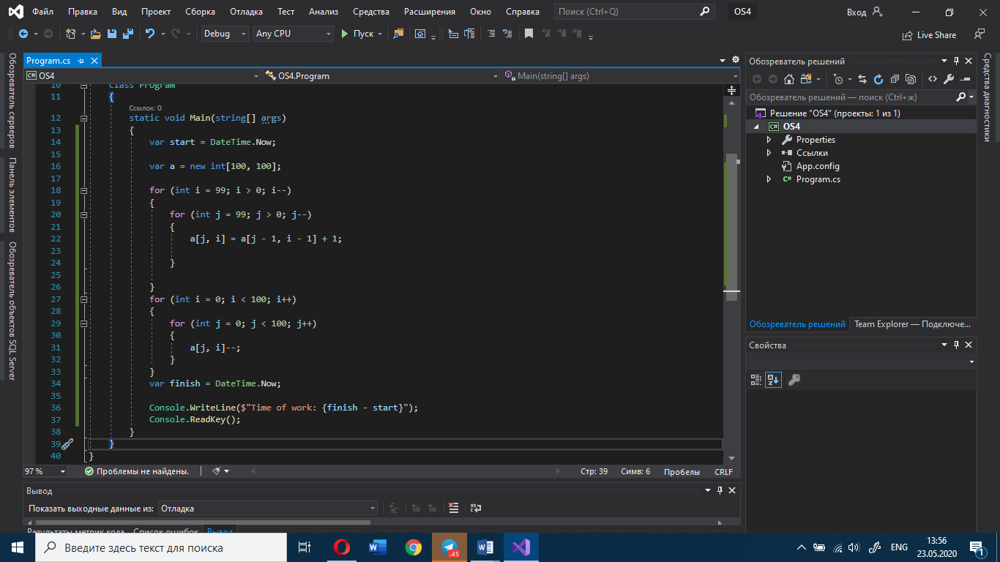 Файл Правка Вид Проект Сборка Отладка Тест Анализ Средства Расширения Окно Справка Поиск (Ctrl+Q) OS4 Вход
Debug Any CPU Пуск Live Share
Обозреватель серверов
Панель элементов
Обозреватель объектов SQL Server
Program.cs
OS4 OS4.Program Main(string[] args)
10 class Program
11 {
Ссылок: 0
12 static void Main(string[] args)
13 {
14 var start = DateTime.Now;
15
16 var a = new int[100, 100];
17
18 for (int i = 99; i > 0; i--)
19 {
20 for (int j = 99; j > 0; j--)
21 {
22 a[j, i] = a[j - 1, i - 1] + 1;
23
24 }
25
26 }
27 for (int i = 0; i < 100; i++)
28 {
29 for (int j = 0; j < 100; j++)
30 {
31 a[j, i]--;
32 }
33 }
34 var finish = DateTime.Now;
35
36 Console.WriteLine($"Time of work: {finish - start}");
37 Console.ReadKey();
38 }
39 }
40 }
97 % Проблемы не найдены. Стр: 39 Симв: 6 Пробелы CRLF
Вывод
Показать выходные данные из: Отладка
Результаты метрик кода Список ошибок Вывод
Обозреватель решений
Обозреватель решений — поиск (Ctrl+ж)
Решение "OS4" (проекты: 1 из 1)
C# OS4
Properties
Ссылки
App.config
C# Program.cs
Обозреватель решений Team Explorer — Подключе...
Свойства
Средства диагностики
Введите здесь текст для поиска
.45
ENG
13:56
23.05.2020
1